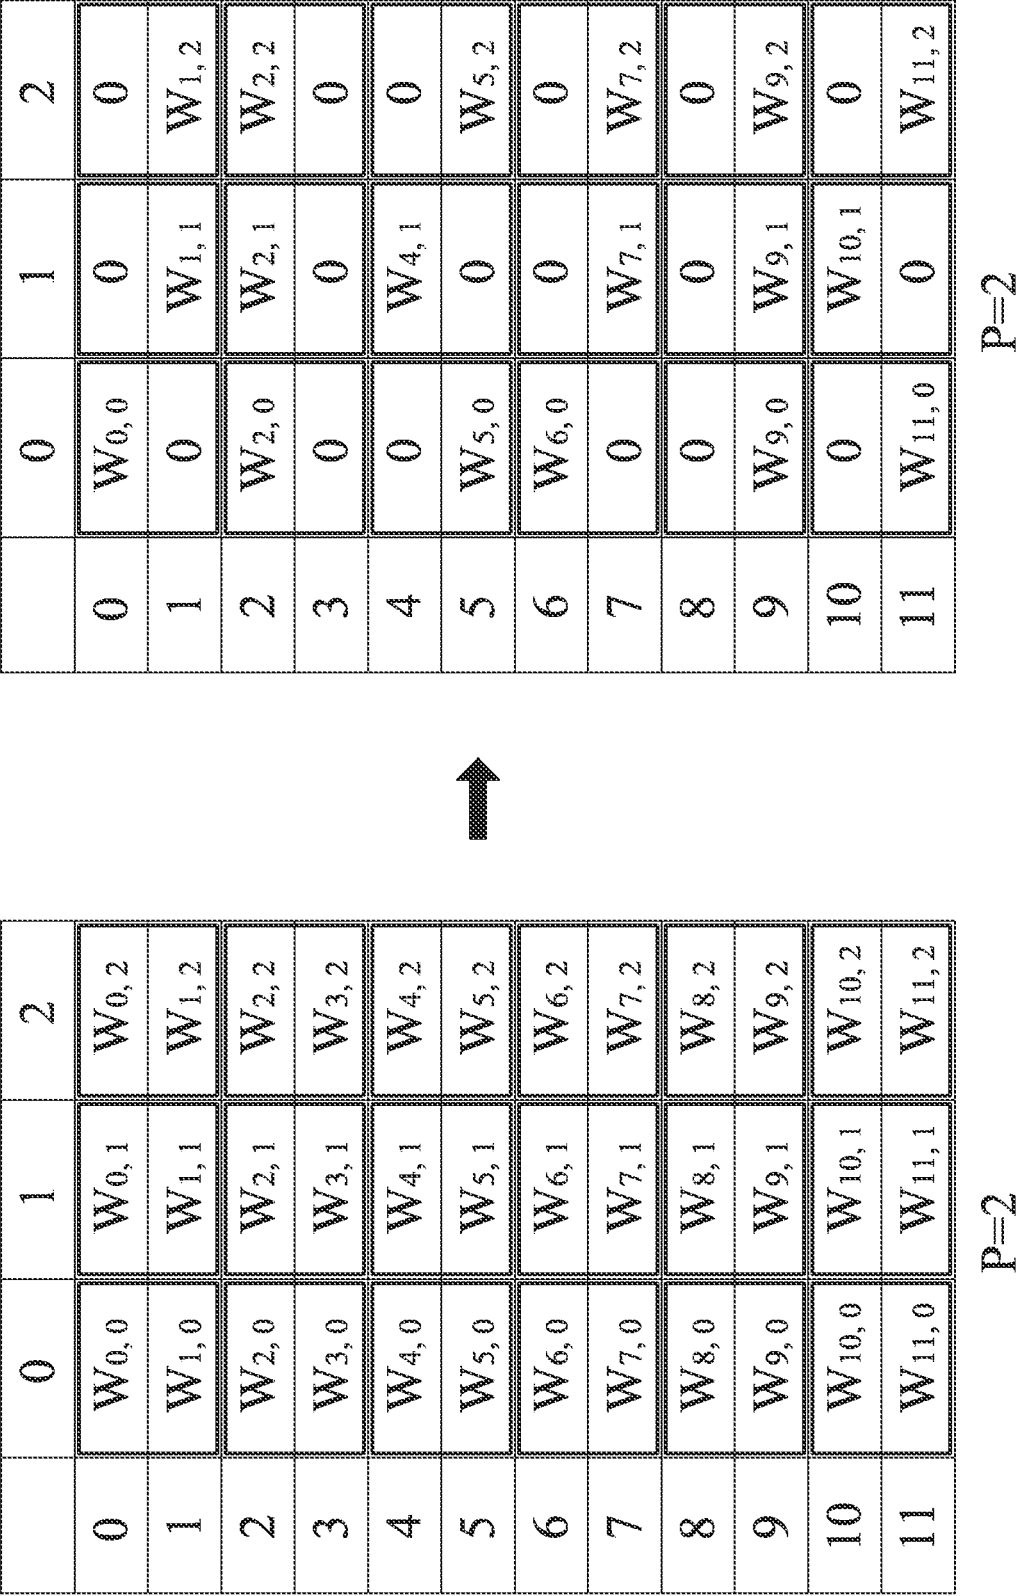 0 1 2
0 W0, 0 W0, 1 W0, 2
1 W1, 0 W1, 1 W1, 2
2 W2, 0 W2, 1 W2, 2
3 W3, 0 W3, 1 W3, 2
4 W4, 0 W4, 1 W4, 2
5 W5, 0 W5, 1 W5, 2
6 W6, 0 W6, 1 W6, 2
7 W7, 0 W7, 1 W7, 2
8 W8, 0 W8, 1 W8, 2
9 W9, 0 W9, 1 W9, 2
10 W10, 0 W10, 1 W10, 2
11 W11, 0 W11, 1 W11, 2
P=2
0 1 2
0 W0, 0 0 0
1 0 W1, 1 W1, 2
2 W2, 0 W2, 1 W2, 2
3 0 0 0
4 0 W4, 1 0
5 W5, 0 0 W5, 2
6 W6, 0 0 0
7 0 W7, 1 W7, 2
8 0 0 0
9 W9, 0 W9, 1 W9, 2
10 0 W10, 1 0
11 W11, 0 0 W11, 2
P=2